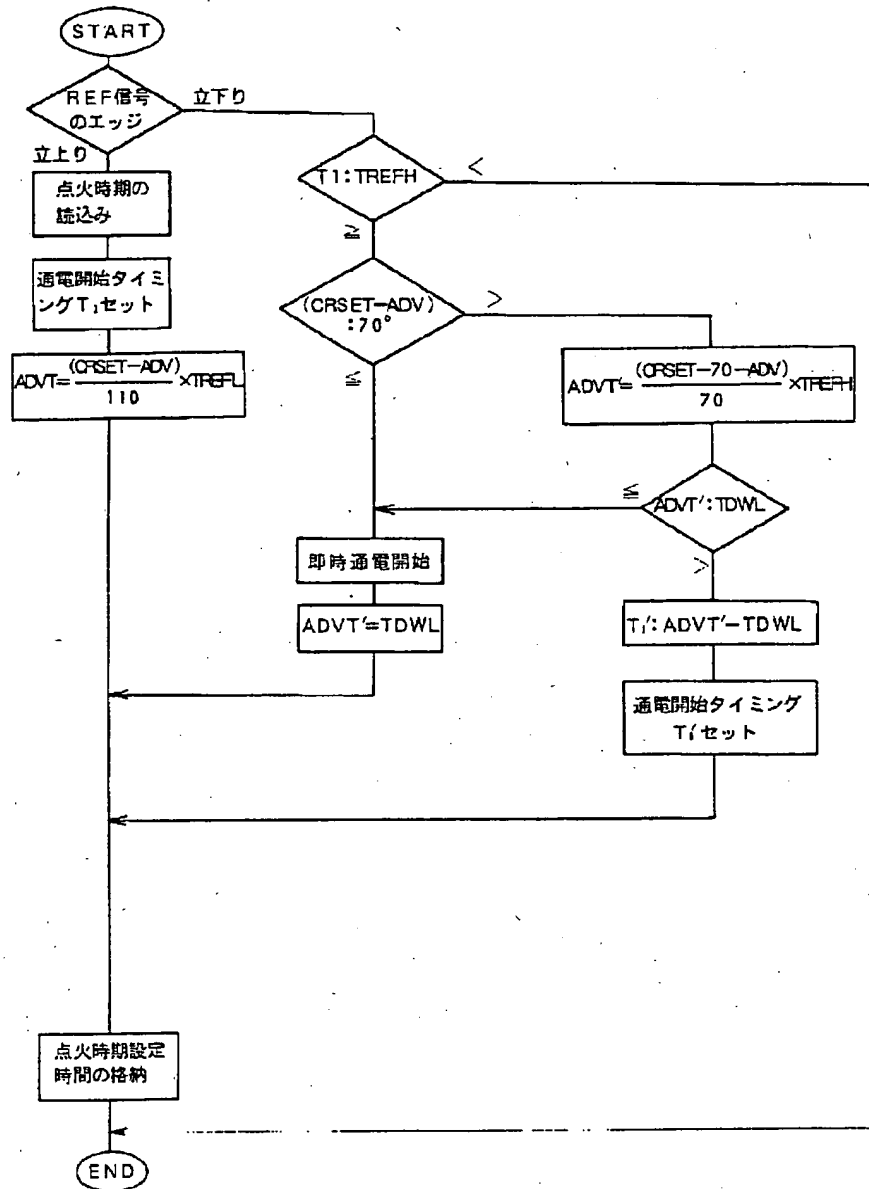 START
REF信号
のエッジ
立下り
立上り
点火時期の
読込み
通電開始タイミ
ングT₁セット
ADVT=(CRSET-ADV)/110×TREFL
T1:TREFH
<
≧
(CRSET-ADV)
:70°
>
≦
ADVT'=(CRSET-70-ADV)/70×TREFH
ADVT':TDWL
≦
>
即時通電開始
ADVT'=TDWL
T₁':ADVT'-TDWL
通電開始タイミング
T₁'セット
点火時期設定
時間の格納
END